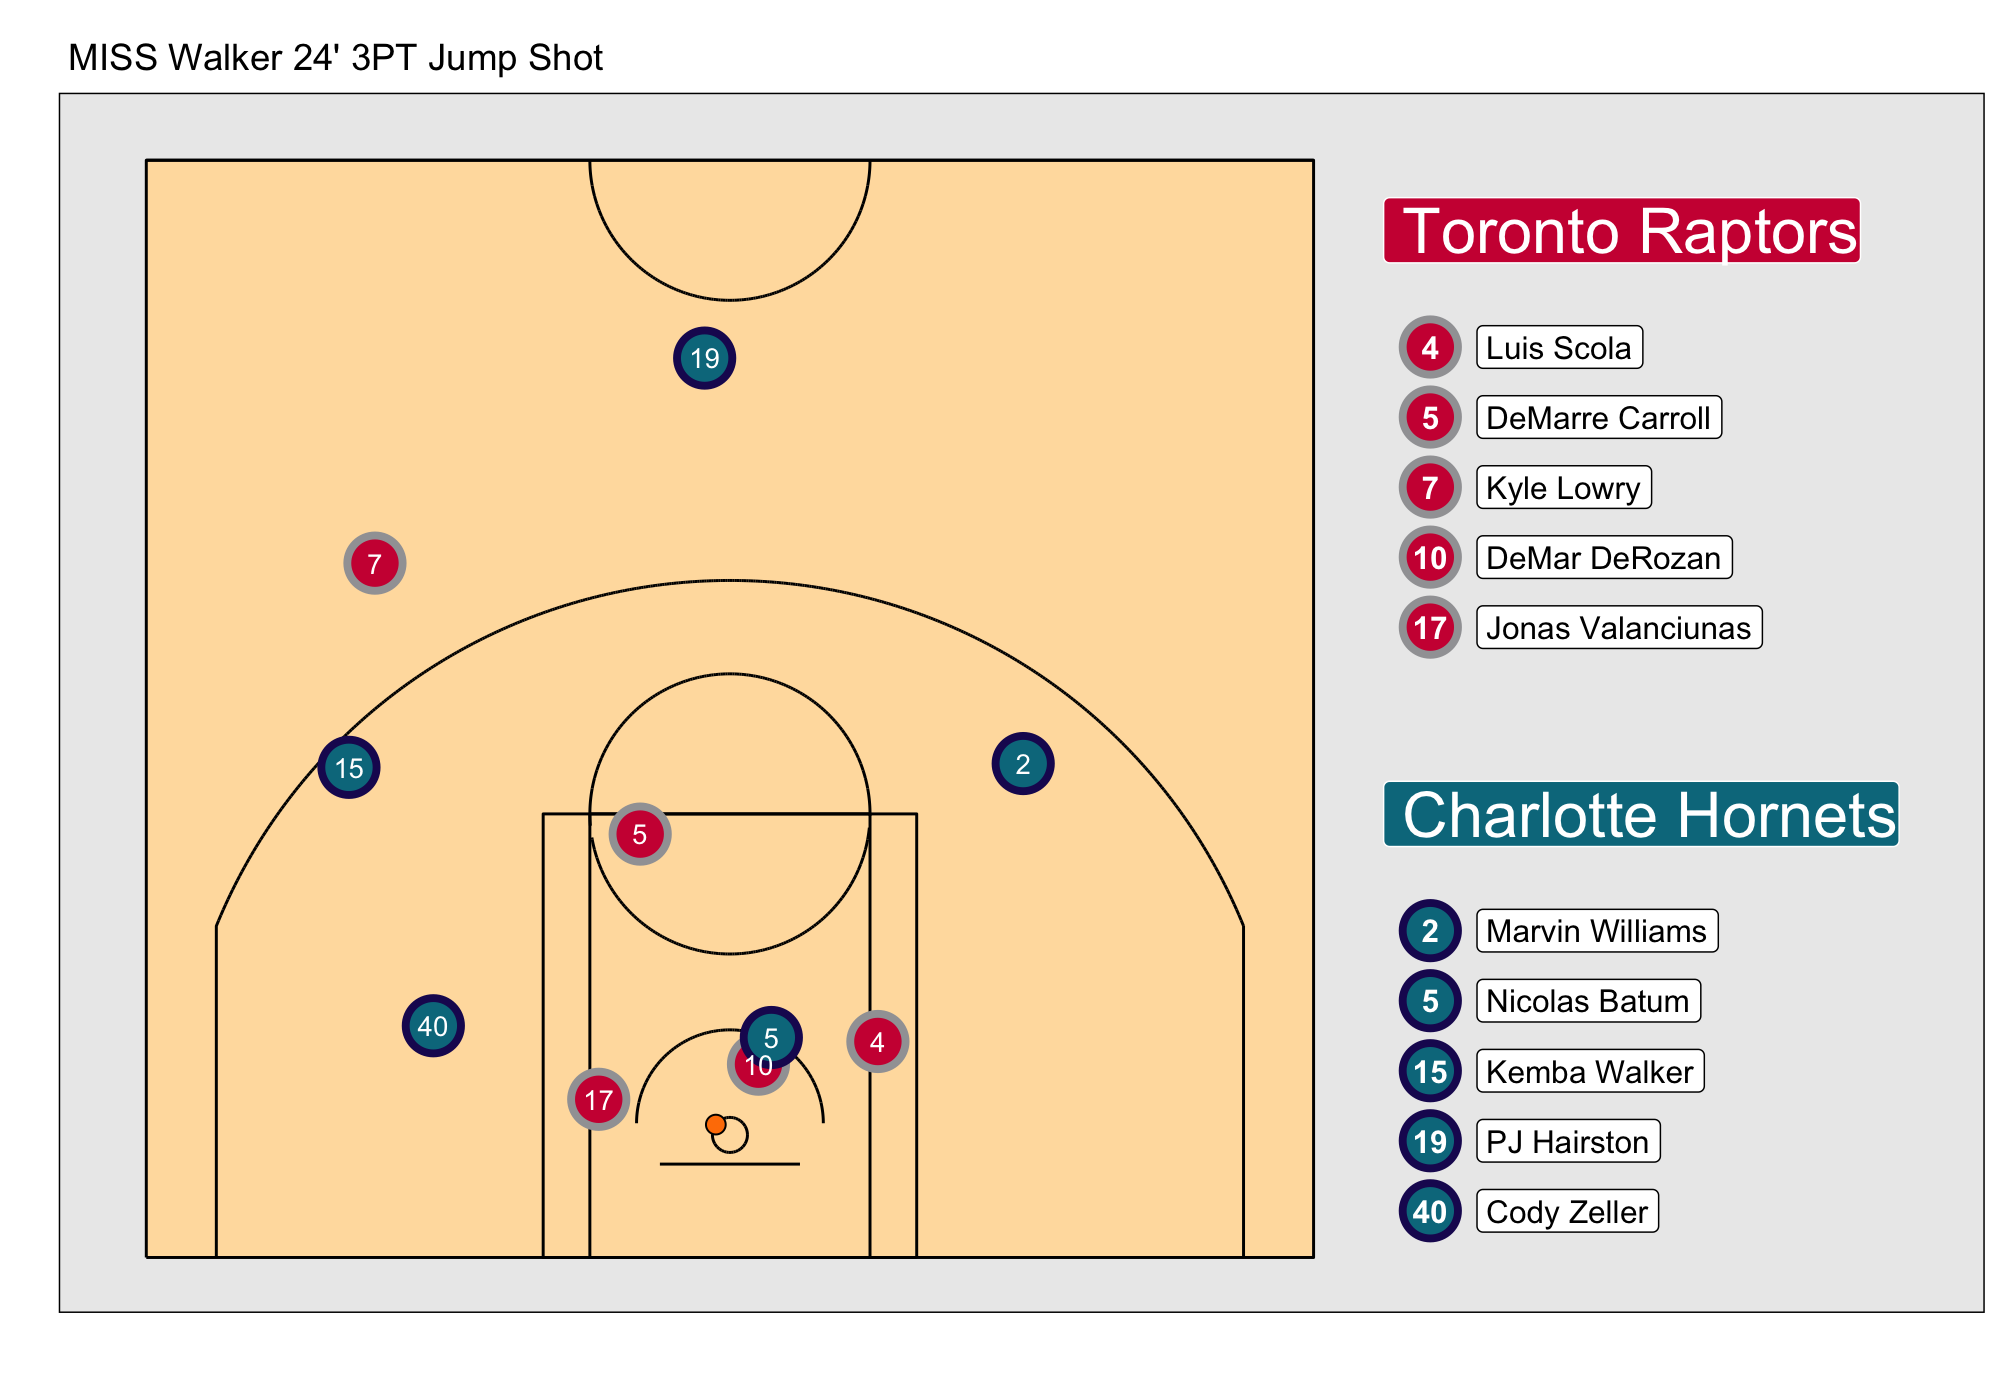 MISS Walker 24' 3PT Jump Shot
Toronto Raptors
4 Luis Scola
5 DeMarre Carroll
7 Kyle Lowry
10 DeMar DeRozan
17 Jonas Valanciunas
Charlotte Hornets
2 Marvin Williams
5 Nicolas Batum
15 Kemba Walker
19 PJ Hairston
40 Cody Zeller
19
7
15
2
5
40
5
4
10
17